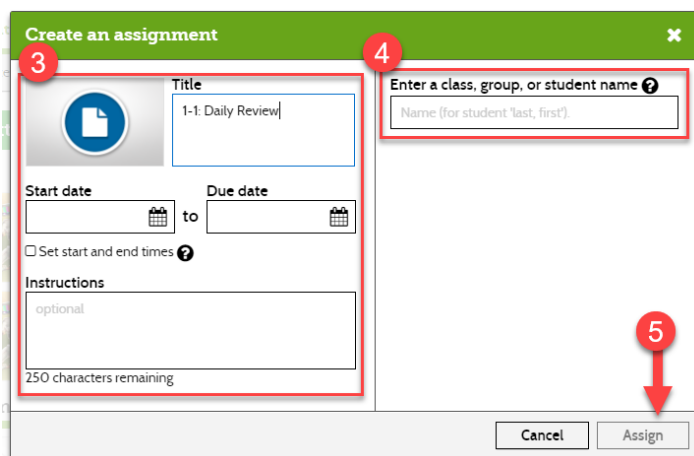 Create an assignment
3
4
Title
1-1: Daily Review
Enter a class, group, or student name ?
Name (for student 'last, first').
Start date
Due date
to
Set start and end times ?
Instructions
optional
250 characters remaining
5
Cancel
Assign